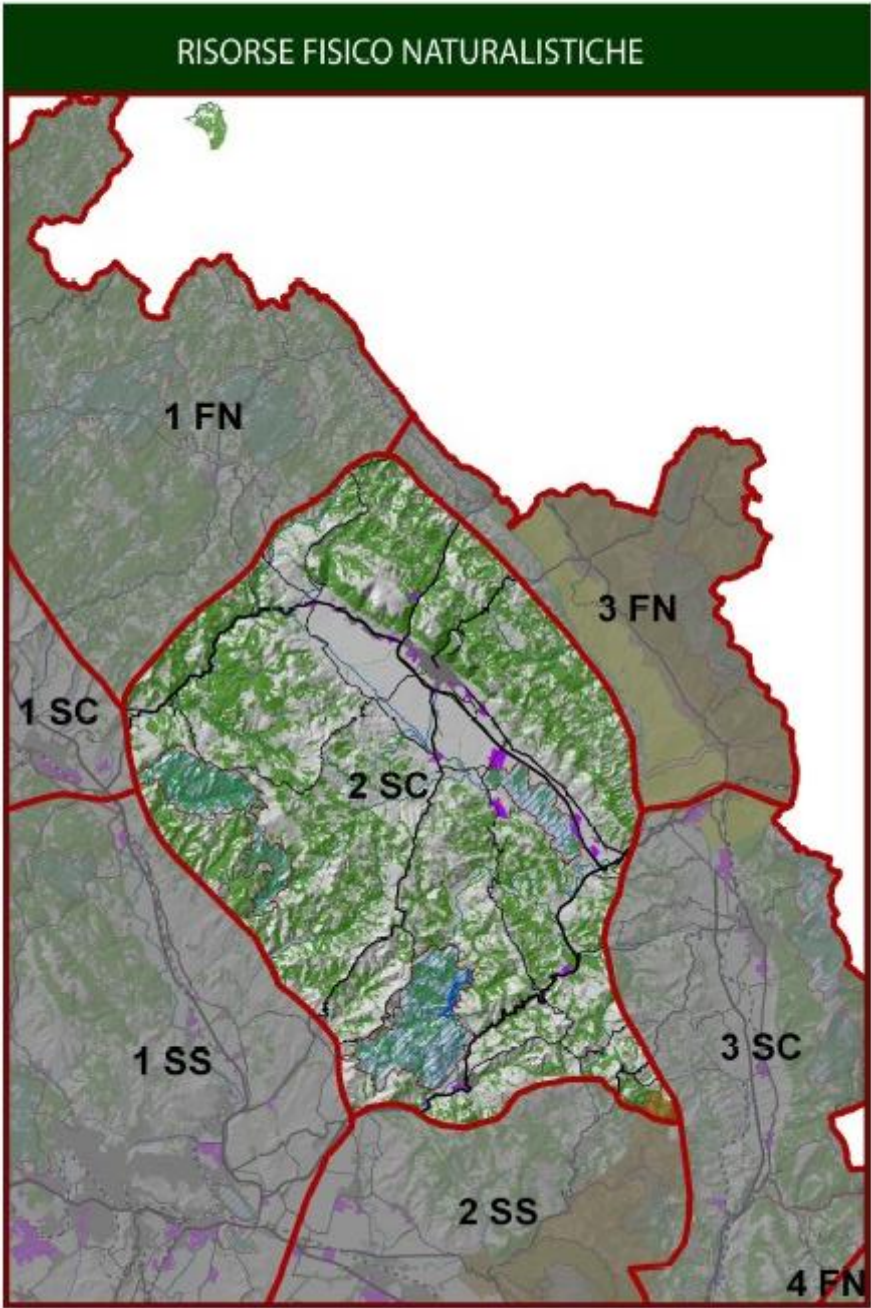 RISORSE FISICO NATURALISTICHE
1 FN
3 FN
1 SC
2 SC
1 SS
3 SC
2 SS
4 FN